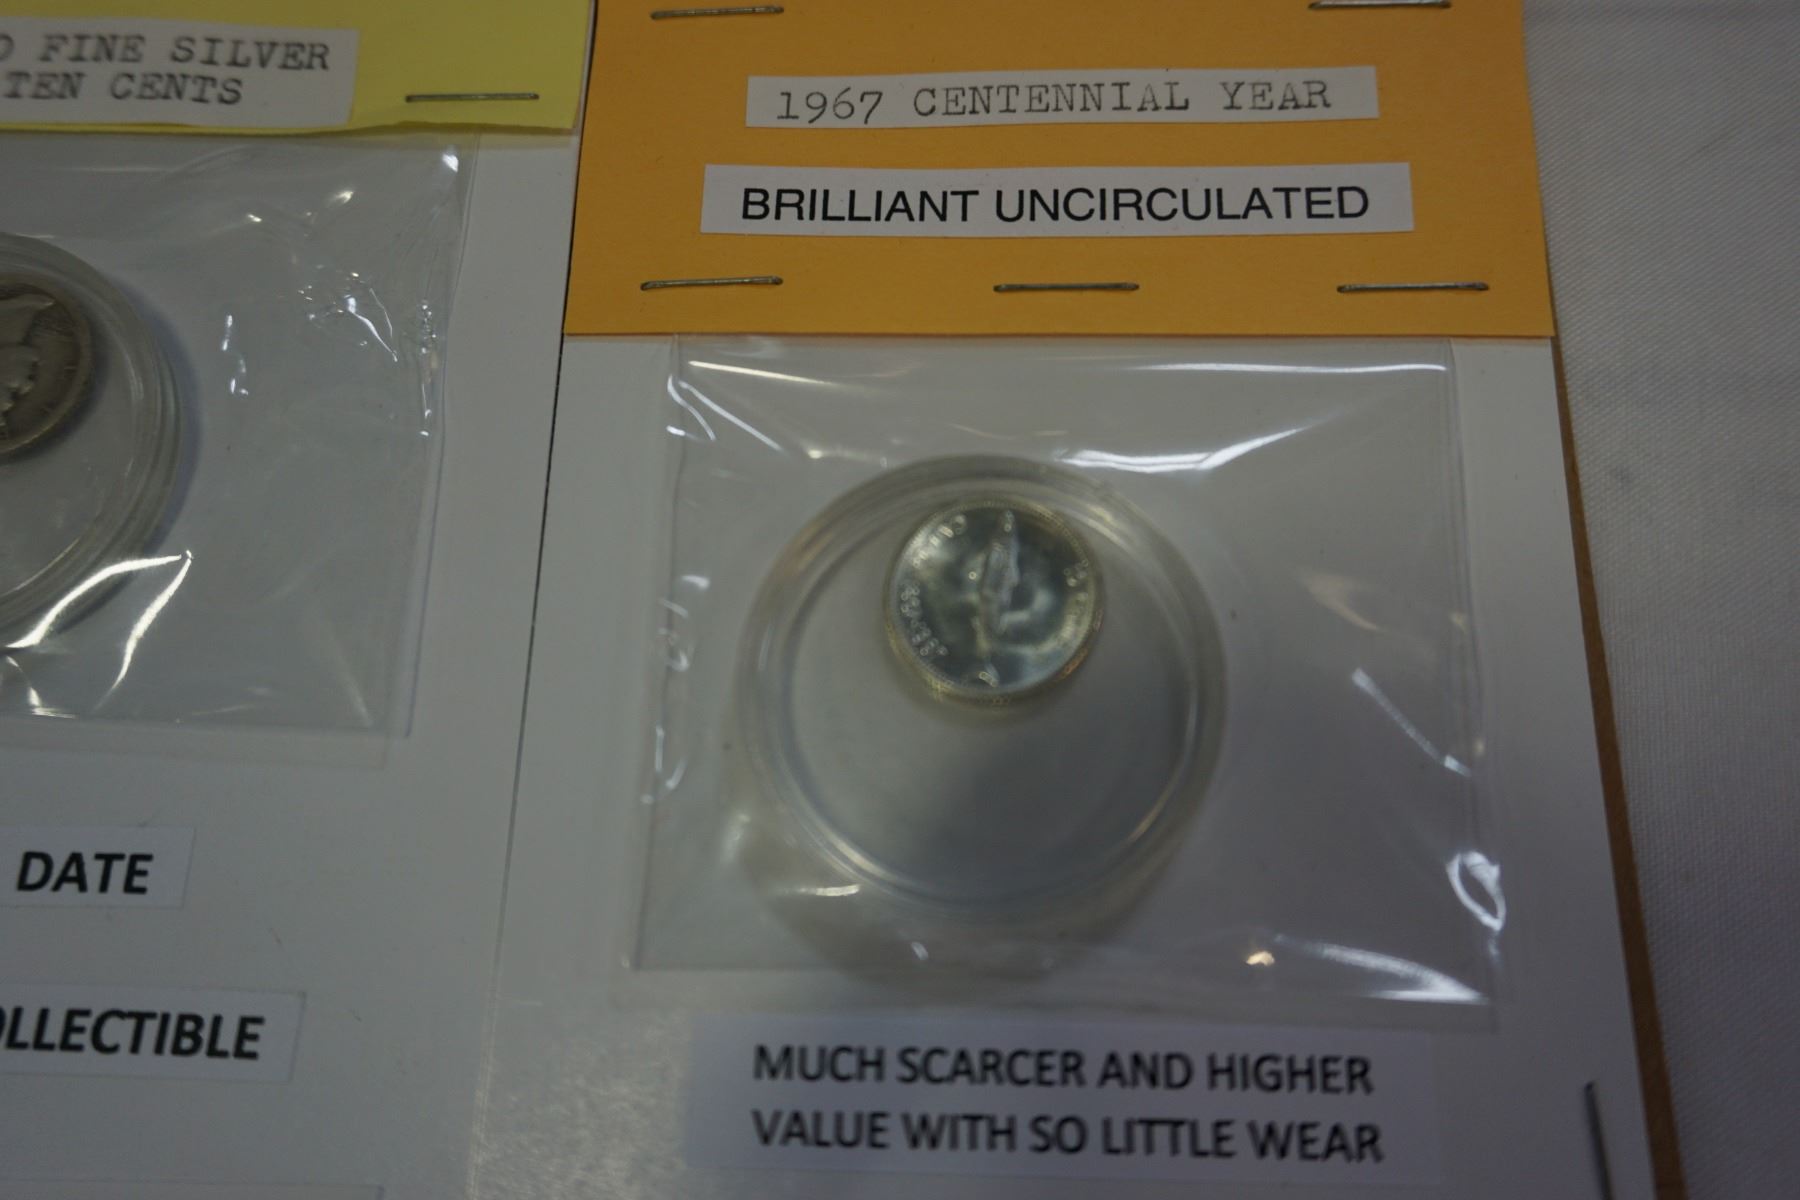 FINE SILVER
TEN CENTS
DATE
1967 CENTENNIAL YEAR
BRILLIANT UNCIRCULATED
MUCH SCARCER AND HIGHER
VALUE WITH SO LITTLE WEAR